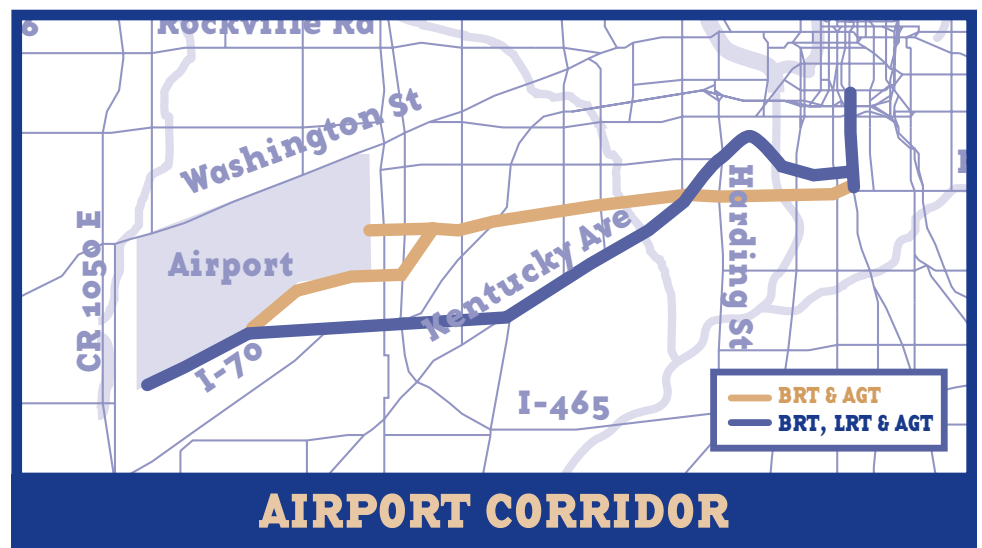 Rockville Rd
Washington St
Airport
CR 1050 E
Harding St
Kentucky Ave
I-70
I-465
BRT & AGT
BRT, LRT & AGT
AIRPORT CORRIDOR